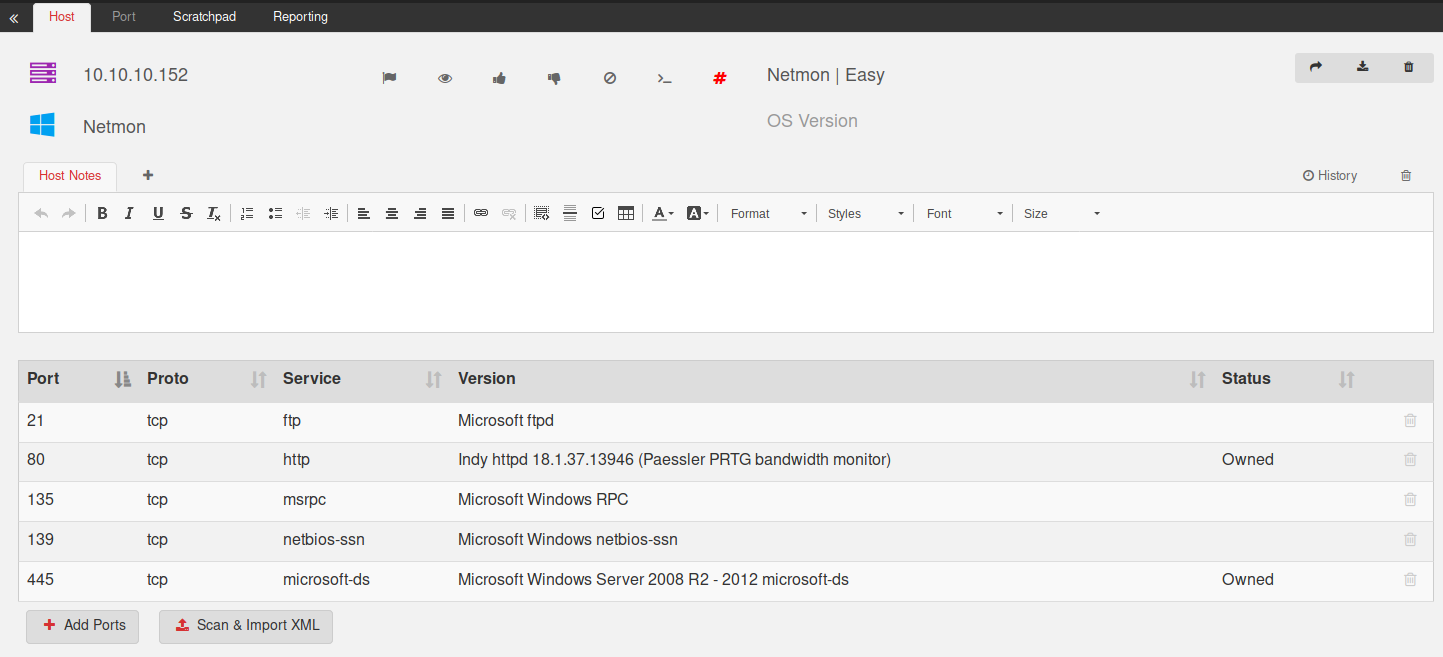 « Host Port Scratchpad Reporting
10.10.10.152 # Netmon | Easy
Netmon OS Version
Host Notes + History
B I U S Tx A A Format Styles Font Size
Port Proto Service Version Status
21 tcp ftp Microsoft ftpd
80 tcp http Indy httpd 18.1.37.13946 (Paessler PRTG bandwidth monitor) Owned
135 tcp msrpc Microsoft Windows RPC
139 tcp netbios-ssn Microsoft Windows netbios-ssn
445 tcp microsoft-ds Microsoft Windows Server 2008 R2 - 2012 microsoft-ds Owned
+ Add Ports Scan & Import XML